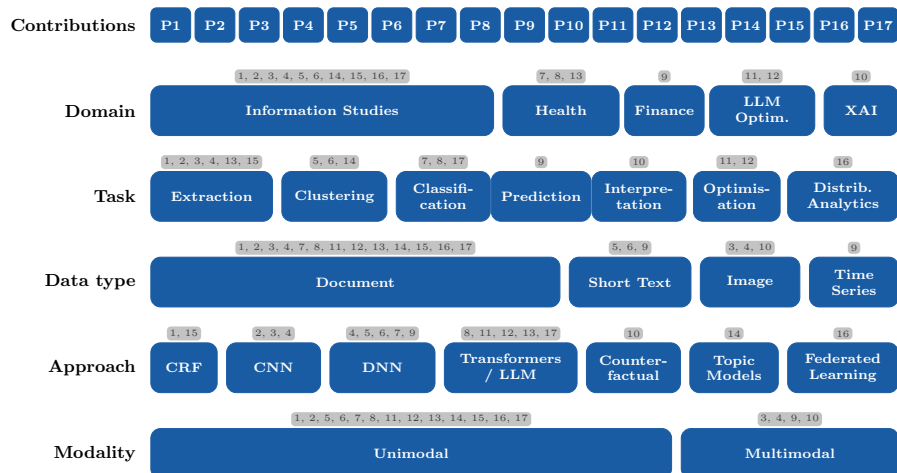 Contributions P1 P2 P3 P4 P5 P6 P7 P8 P9 P10 P11 P12 P13 P14 P15 P16 P17
1, 2, 3, 4, 5, 6, 14, 15, 16, 17 7, 8, 13 9 11, 12 10
Domain Information Studies Health Finance LLM Optim. XAI
1, 2, 3, 4, 13, 15 5, 6, 14 7, 8, 17 9 10 11, 12 16
Task Extraction Clustering Classifi- cation Prediction Interpre- tation Optimis- ation Distrib. Analytics
1, 2, 3, 4, 7, 8, 11, 12, 13, 14, 15, 16, 17 5, 6, 9 3, 4, 10 9
Data type Document Short Text Image Time Series
1, 15 2, 3, 4 4, 5, 6, 7, 9 8, 11, 12, 13, 17 10 14 16
Approach CRF CNN DNN Transformers / LLM Counter- factual Topic Models Federated Learning
1, 2, 5, 6, 7, 8, 11, 12, 13, 14, 15, 16, 17 3, 4, 9, 10
Modality Unimodal Multimodal